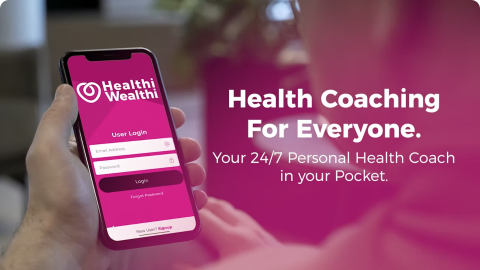 Healthi
Wealthi
User Login
Email Address
Password
Login
Forgot Password
New User? Signup
Health Coaching
For Everyone.
Your 24/7 Personal Health Coach
in your Pocket.